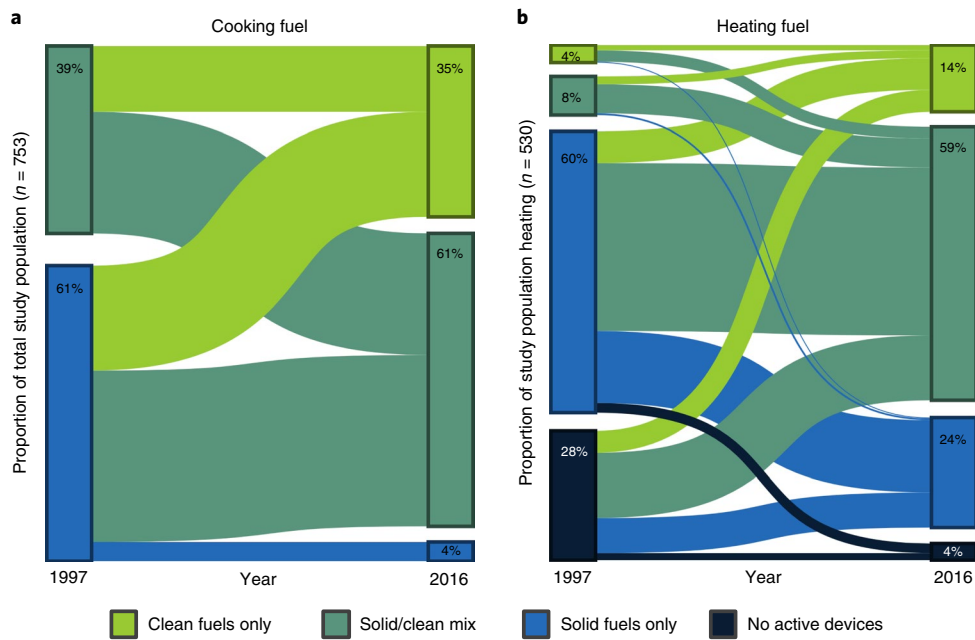 a
Cooking fuel
Proportion of total study population (n = 753)
39%
61%
35%
61%
4%
1997
Year
2016
b
Heating fuel
Proportion of study population heating (n = 530)
4%
8%
60%
28%
14%
59%
24%
4%
1997
Year
2016
Clean fuels only
Solid/clean mix
Solid fuels only
No active devices